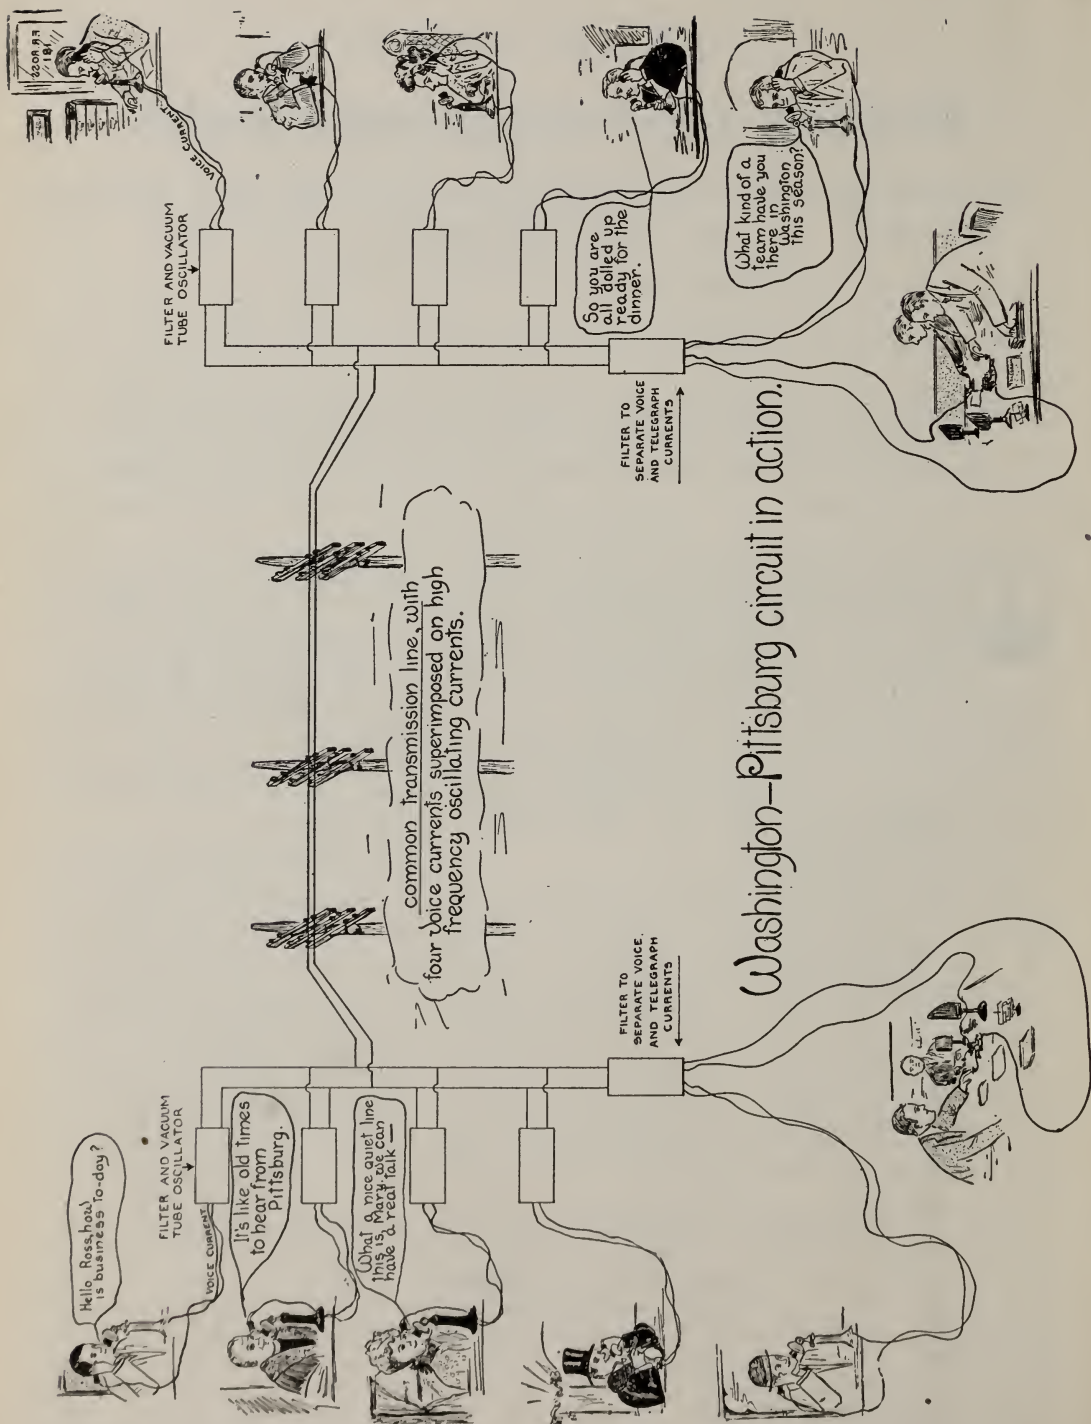 Hello Ross, how
is business to-day?
FILTER AND VACUUM
TUBE OSCILLATOR
VOICE CURRENT
It's like old times
to hear from
Pittsburg.
What a nice quiet line
this is, Mary. we can
have a real talk —
FILTER AND VACUUM
TUBE OSCILLATOR
VOICE CURRENT
F.R. ROSS
181
common transmission line, with
four voice currents superimposed on high
frequency oscillating currents.
So you are
all dolled up
ready for the
dinner.
FILTER TO
SEPARATE VOICE.
AND TELEGRAPH
CURRENTS
FILTER TO
SEPARATE VOICE
AND TELEGRAPH
CURRENTS
What kind of a
team have you
there in
Washington
this season?
Washington–Pittsburg circuit in action.